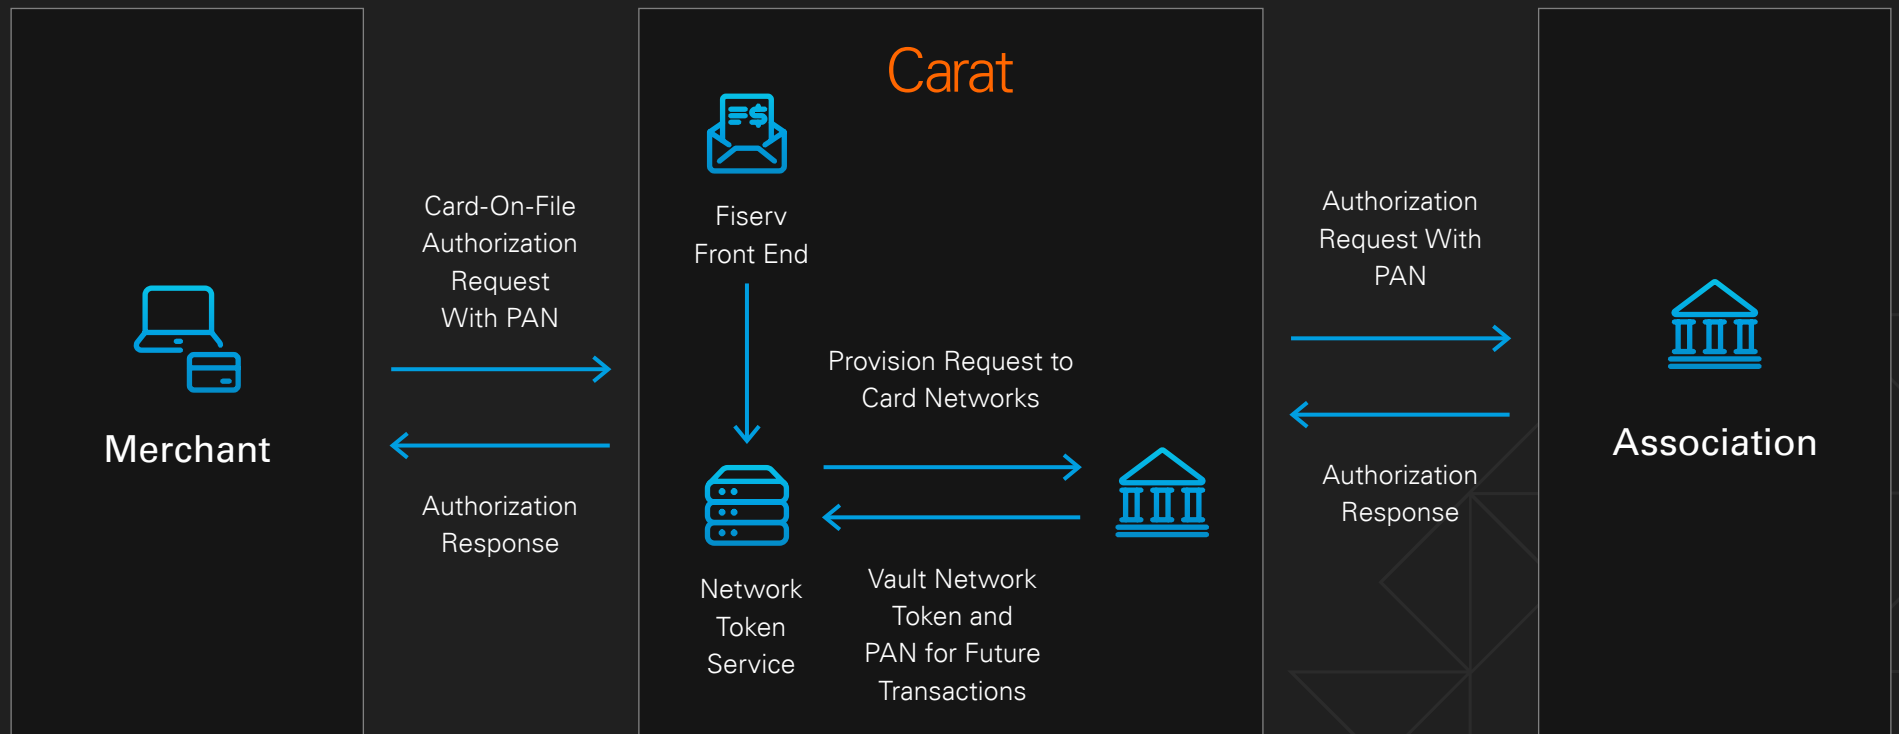 Carat
Merchant
Card-On-File
Authorization
Request
With PAN
Authorization
Response
Fiserv
Front End
Network
Token
Service
Provision Request to
Card Networks
Vault Network
Token and
PAN for Future
Transactions
Authorization
Request With
PAN
Authorization
Response
Association